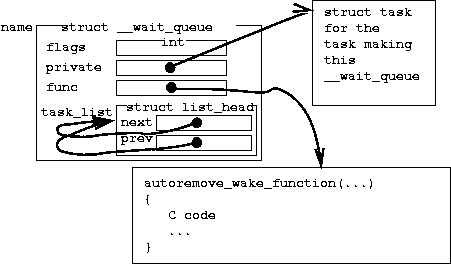 name struct __wait_queue
flags int
private
func
task_list struct list_head
next
prev
struct task
for the
task making
this
__wait_queue
autoremove_wake_function(...)
{
C code
...
}